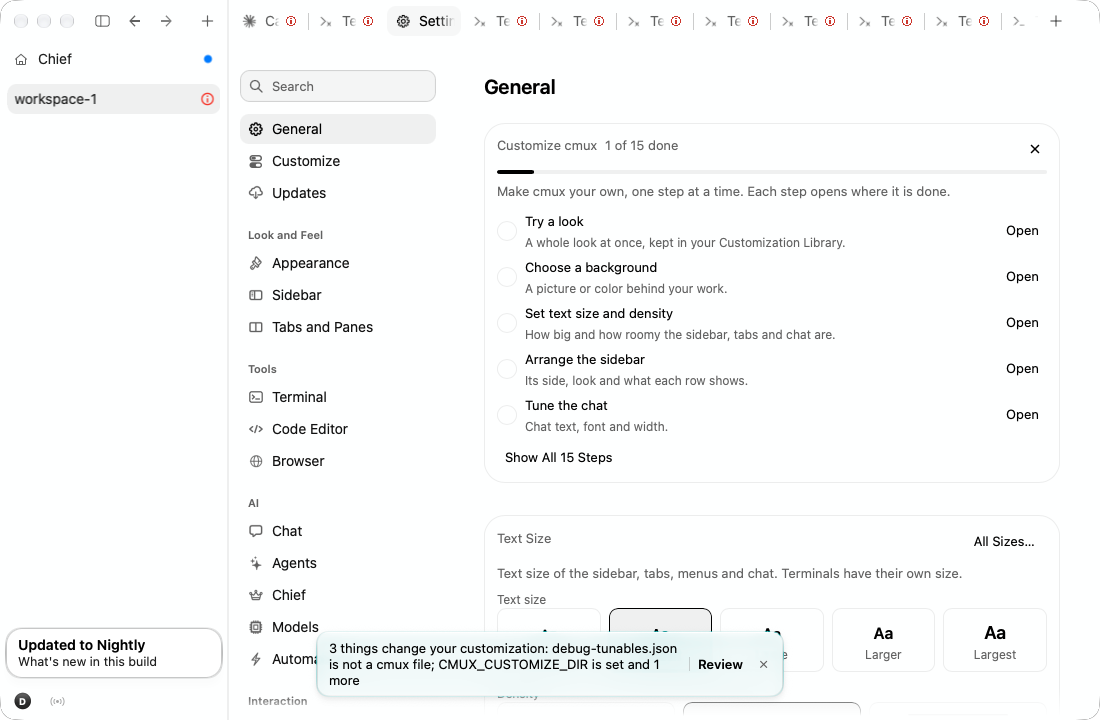 Chief
workspace-1
Updated to Nightly
What's new in this build
D
Settin
Search
General
Customize
Updates
Look and Feel
Appearance
Sidebar
Tabs and Panes
Tools
Terminal
Code Editor
Browser
AI
Chat
Agents
Chief
Models
Interaction
General
Customize cmux 1 of 15 done
Make cmux your own, one step at a time. Each step opens where it is done.
Try a look
A whole look at once, kept in your Customization Library.
Open
Choose a background
A picture or color behind your work.
Open
Set text size and density
How big and how roomy the sidebar, tabs and chat are.
Open
Arrange the sidebar
Its side, look and what each row shows.
Open
Tune the chat
Chat text, font and width.
Open
Show All 15 Steps
Text Size
All Sizes...
Text size of the sidebar, tabs, menus and chat. Terminals have their own size.
Text size
Aa
Larger
Aa
Largest
3 things change your customization: debug-tunables.json
is not a cmux file; CMUX_CUSTOMIZE_DIR is set and 1
more
Review